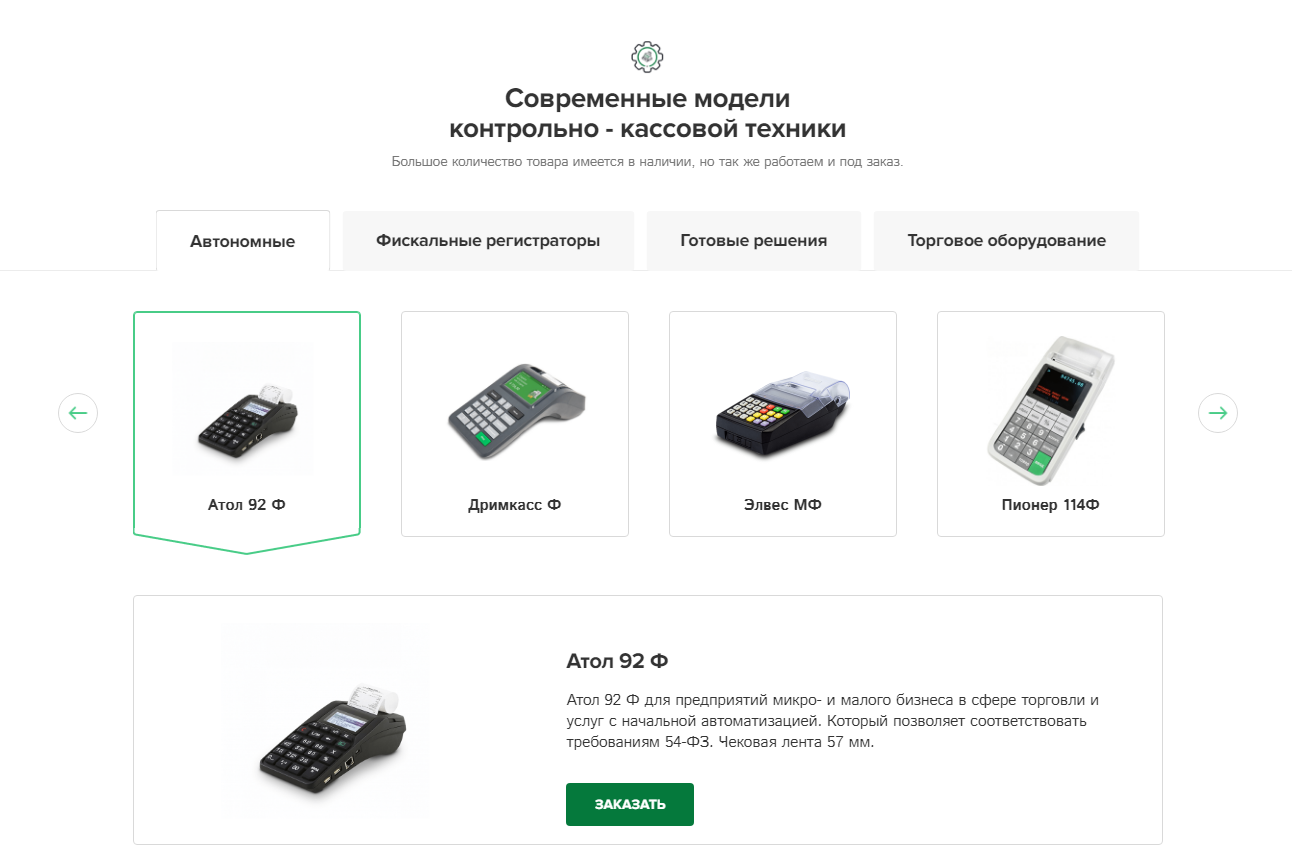 Современные модели
контрольно - кассовой техники
Большое количество товара имеется в наличии, но так же работаем и под заказ.
Автономные
Фискальные регистраторы
Готовые решения
Торговое оборудование
Атол 92 Ф
Дримкасс Ф
Элвес МФ
Пионер 114Ф
Атол 92 Ф
Атол 92 Ф для предприятий микро- и малого бизнеса в сфере торговли и
услуг с начальной автоматизацией. Который позволяет соответствовать
требованиям 54-ФЗ. Чековая лента 57 мм.
ЗАКАЗАТЬ